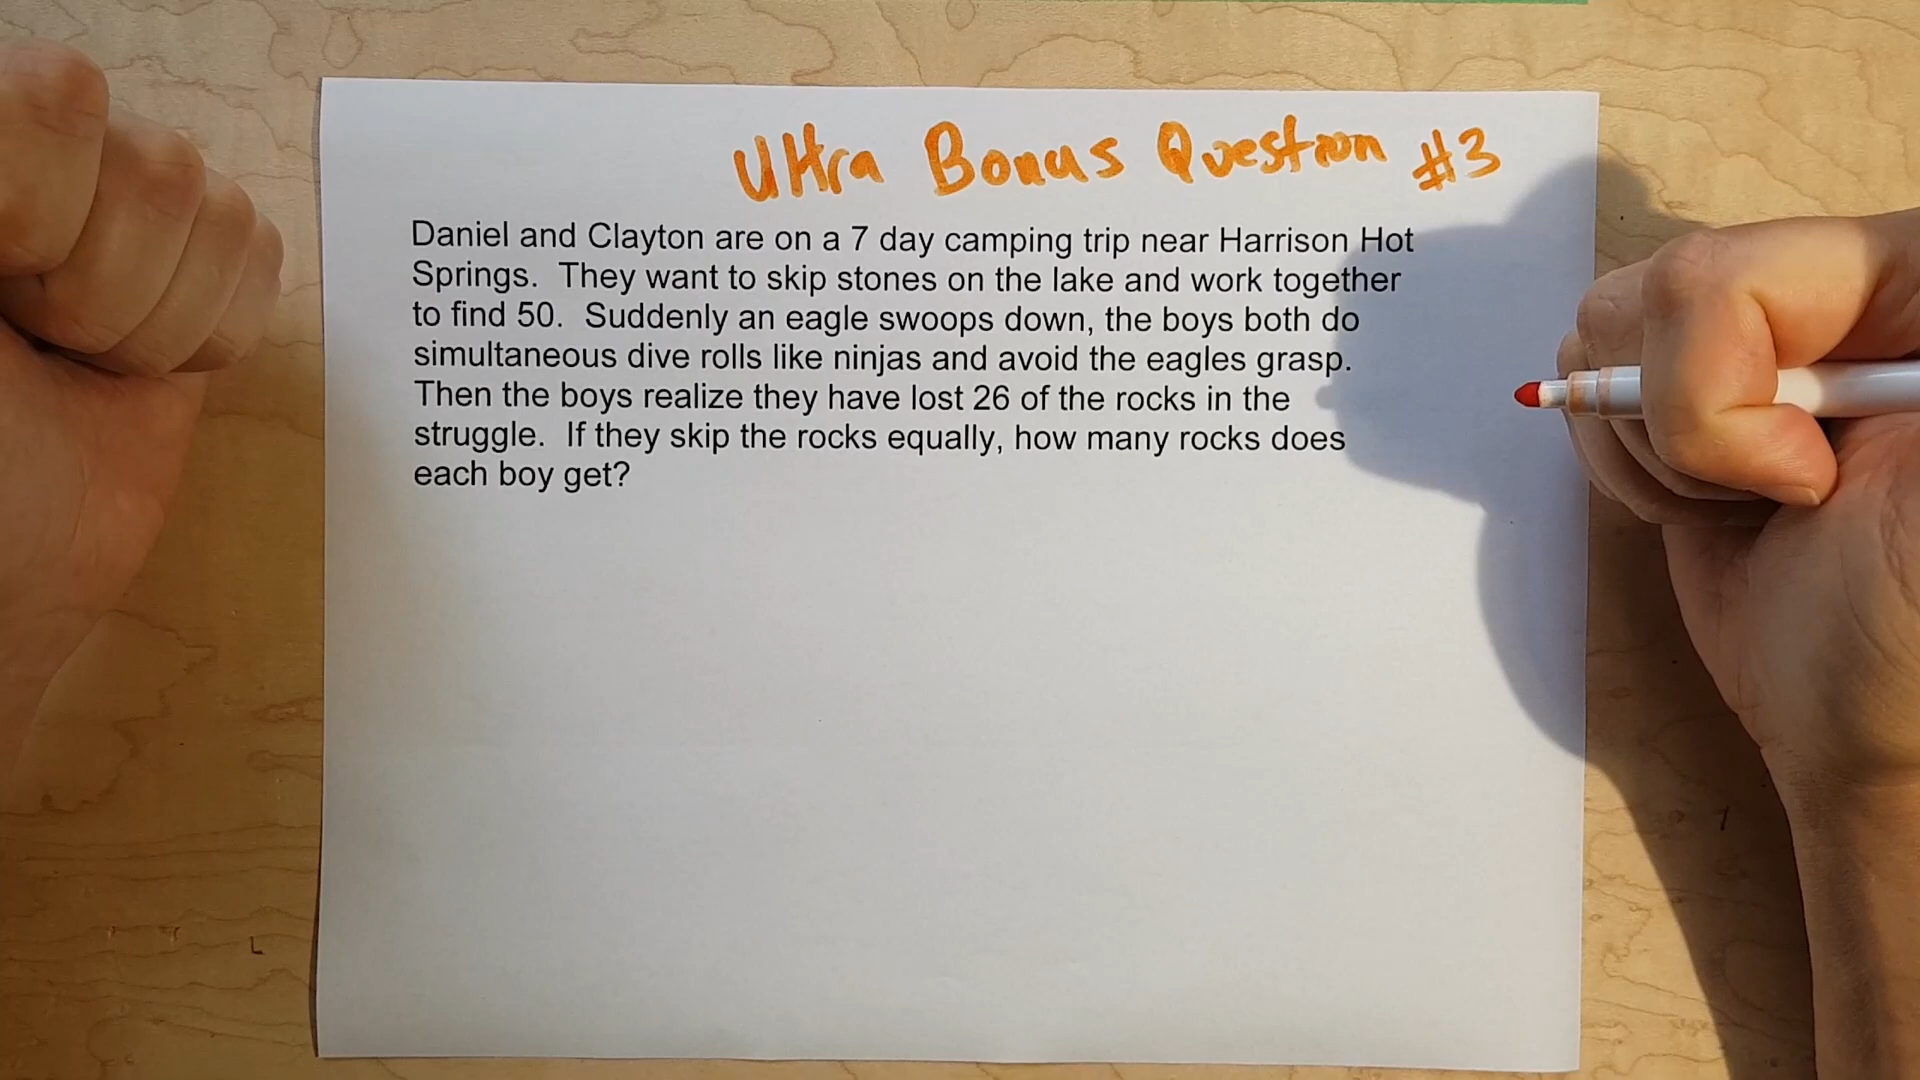 Ultra Bonus Question #3
Daniel and Clayton are on a 7 day camping trip near Harrison Hot
Springs.  They want to skip stones on the lake and work together
to find 50.  Suddenly an eagle swoops down, the boys both do
simultaneous dive rolls like ninjas and avoid the eagles grasp.
Then the boys realize they have lost 26 of the rocks in the
struggle.  If they skip the rocks equally, how many rocks does
each boy get?